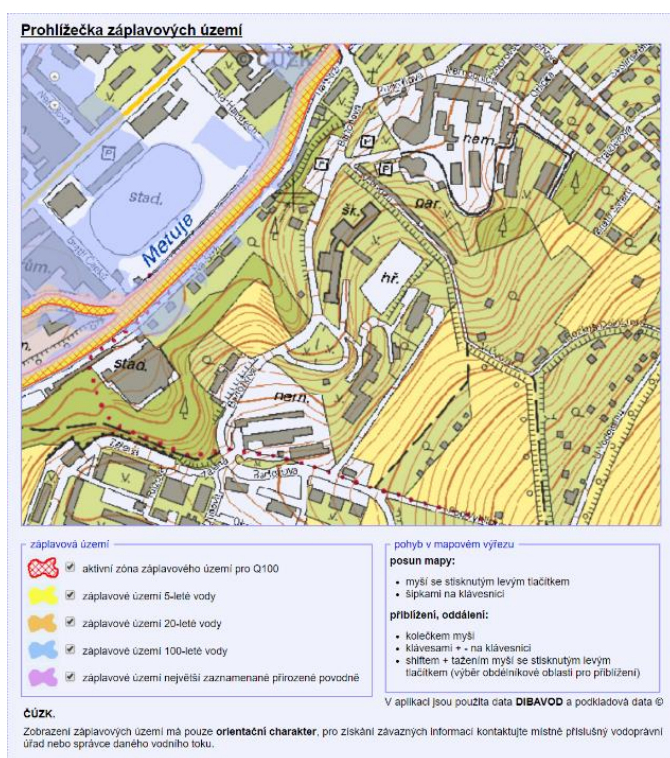 Prohlížečka záplavových území
© ČÚZK
stad.
Metuje
nem.
par.
šk.
hř.
stad.
nem.
záplavová území
aktivní zóna záplavového území pro Q100
záplavové území 5-leté vody
záplavové území 20-leté vody
záplavové území 100-leté vody
záplavové území největší zaznamenané přirozené povodně
pohyb v mapovém výřezu
posun mapy:
• myší se stisknutým levým tlačítkem
• šipkami na klávesnici
přiblížení, oddálení:
• kolečkem myši
• klávesami + - na klávesnici
• shiftem + tažením myší se stisknutým levým
tlačítkem (výběr obdélníkové oblasti pro přiblížení)
V aplikaci jsou použita data DIBAVOD a podkladová data ©
ČÚZK.
Zobrazení záplavových území má pouze orientační charakter, pro získání závazných informací kontaktujte místně příslušný vodoprávní
úřad nebo správce daného vodního toku.